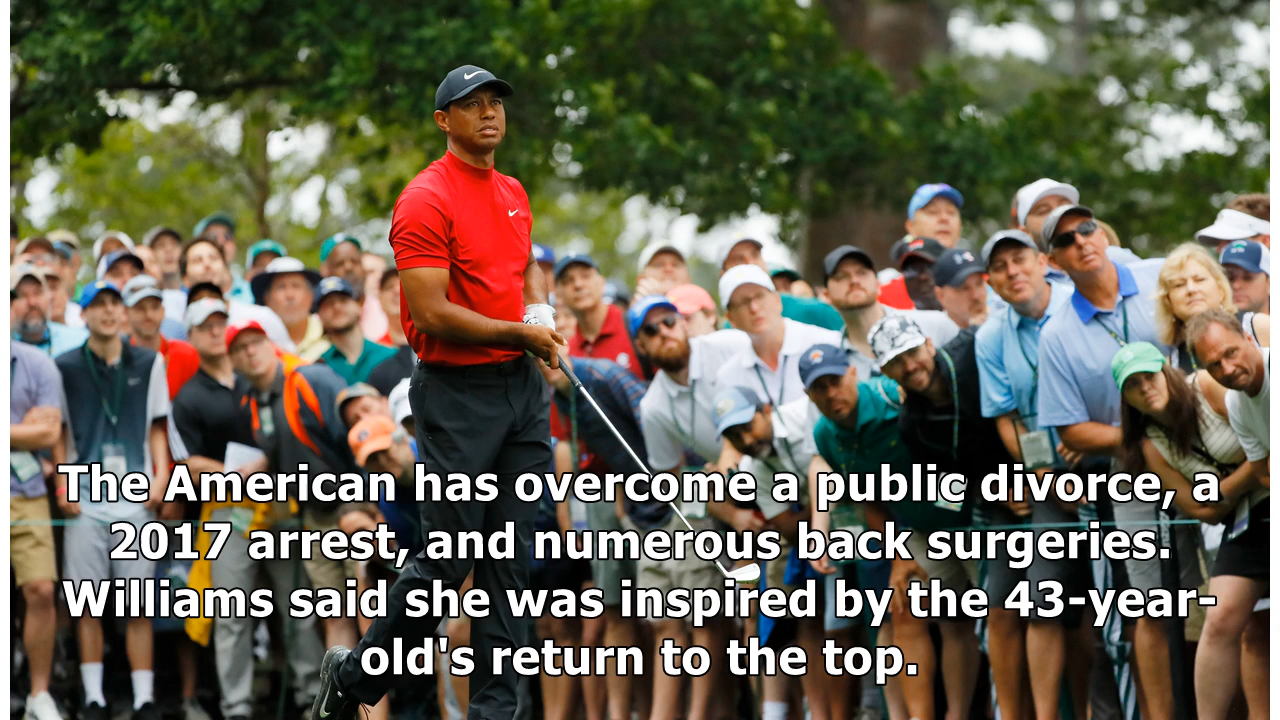 The American has overcome a public divorce, a
2017 arrest, and numerous back surgeries.
Williams said she was inspired by the 43-year-
old's return to the top.